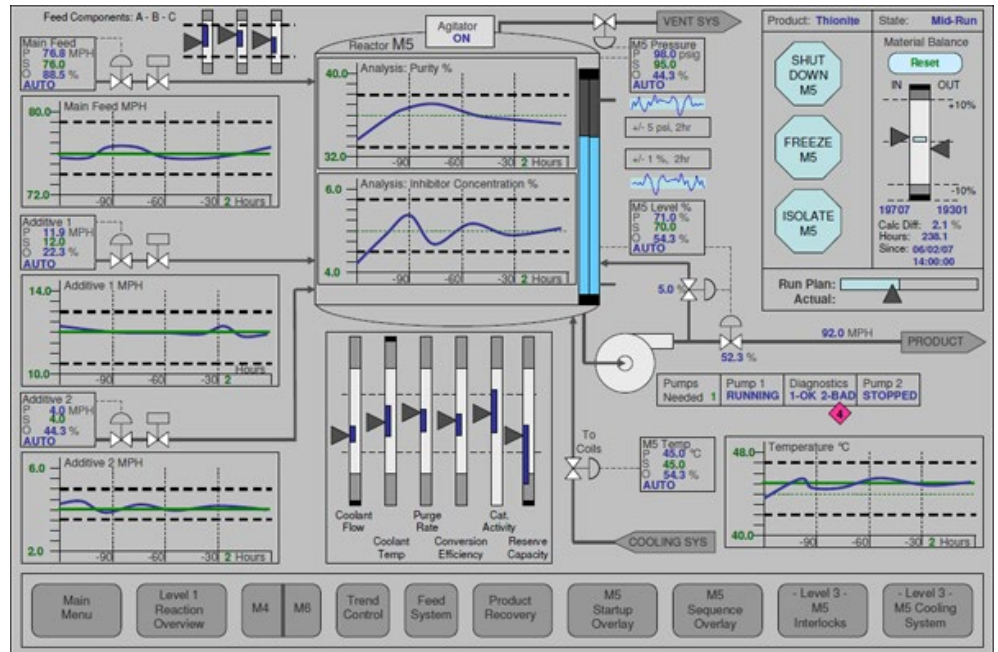 Feed Components: A - B - C
Agitator
ON
VENT SYS
Product: Thionite
State: Mid-Run
Main Feed
P 76.8 MPH
S 76.0
O 88.5 %
AUTO
Reactor M5
M5 Pressure
P 98.0 psig
S 95.0
O 44.3 %
AUTO
SHUT
DOWN
M5
Material Balance
Reset
IN OUT
+10%
-10%
19707 19301
Calc Diff: 2.1 %
Hours: 238.1
Since: 06/02/07
14:00:00
FREEZE
M5
ISOLATE
M5
Run Plan:
Actual:
Main Feed MPH
80.0
72.0
-90 -60 -30 2 Hours
Analysis: Purity %
40.0
32.0
-90 -60 -30 2 Hours
+/- 5 psi, 2hr
+/- 1 %, 2hr
Analysis: Inhibitor Concentration %
6.0
4.0
-90 -60 -30 2 Hours
M5 Level %
P 71.0 %
S 70.0
O 54.3 %
AUTO
Additive 1
P 11.9 MPH
S 12.0
O 22.3 %
AUTO
Additive 1 MPH
14.0
10.0
-90 -60 -30 2 Hours
5.0 %
92.0 MPH
PRODUCT
52.3 %
Pumps
Needed 1
Pump 1
RUNNING
Diagnostics
1-OK 2-BAD
Pump 2
STOPPED
4
Additive 2
P 4.0 MPH
S 4.0
O 44.3 %
AUTO
Additive 2 MPH
6.0
2.0
-90 -60 -30 2 Hours
Coolant
Flow
Coolant
Temp
Purge
Rate
Conversion
Efficiency
Cat.
Activity
Reserve
Capacity
To
Coils
M5 Temp
P 45.0 °C
S 45.0
O 54.3 %
AUTO
COOLING SYS
Temperature °C
48.0
40.0
-90 -60 -30 2 Hours
Main
Menu
Level 1
Reaction
Overview
M4
M6
Trend
Control
Feed
System
Product
Recovery
M5
Startup
Overlay
M5
Sequence
Overlay
- Level 3 -
M5
Interlocks
- Level 3 -
M5 Cooling
System